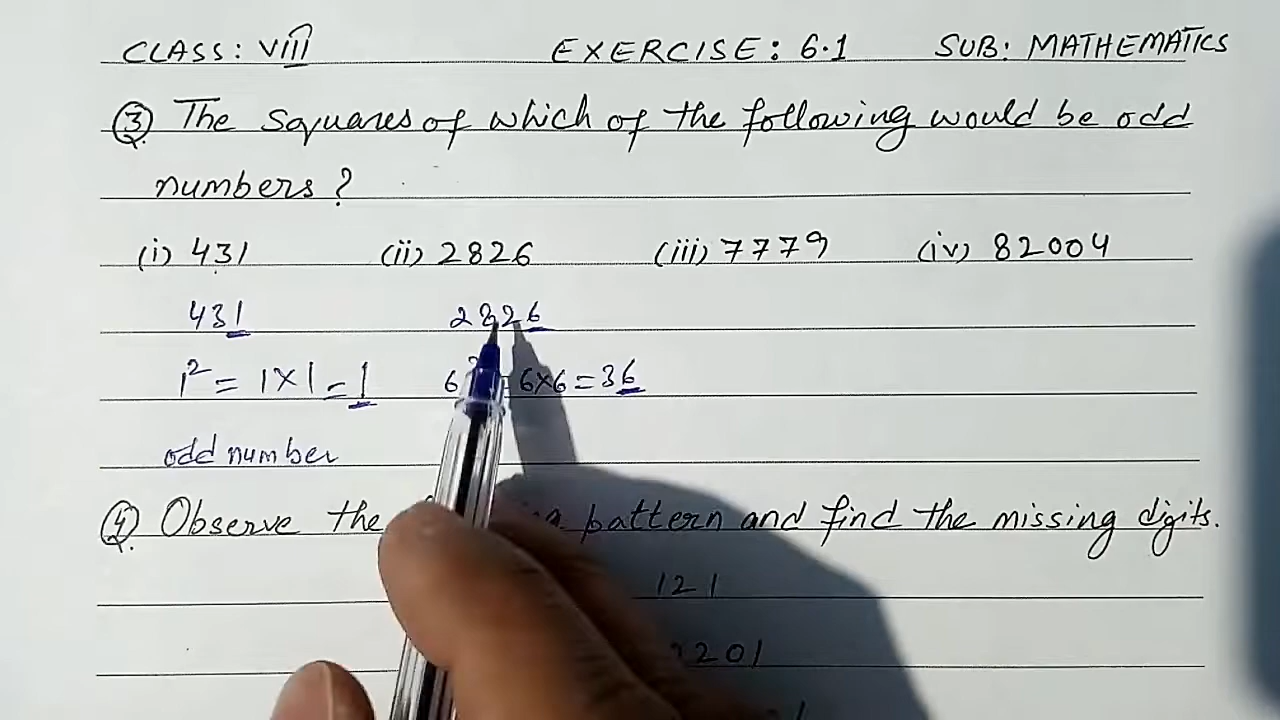 CLASS: VIII EXERCISE: 6.1 SUB: MATHEMATICS
③ The squares of which of the following would be odd
numbers?
(i) 431 (ii) 2826 (iii) 7779 (iv) 82004
431 2826
1² = 1×1 = 1 6² = 6×6 = 36
odd number
④ Observe the pattern and find the missing digits.
121
201